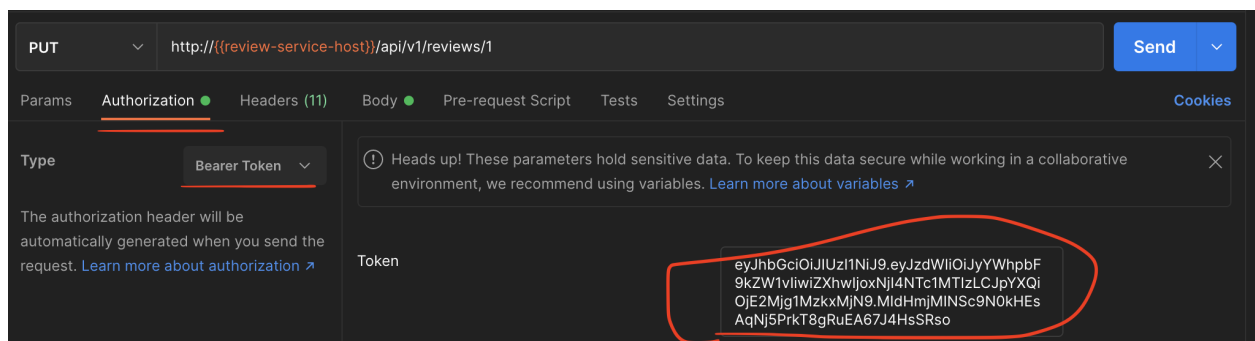 PUT
http://{{review-service-host}}/api/v1/reviews/1
Send
Params Authorization Headers (11) Body Pre-request Script Tests Settings Cookies
Type
Bearer Token
The authorization header will be
automatically generated when you send the
request. Learn more about authorization ↗
Heads up! These parameters hold sensitive data. To keep this data secure while working in a collaborative
environment, we recommend using variables. Learn more about variables ↗
Token
eyJhbGciOiJIUzI1NiJ9.eyJzdWIiOiJyYWhpbF
9kZW1vIiwiZXhwIjoxNjI4NTc1MTIzLCJpYXQi
OjE2Mjg1MzkxMjN9.MIdHmjMINSc9N0kHEs
AqNj5PrkT8gRuEA67J4HsSRso